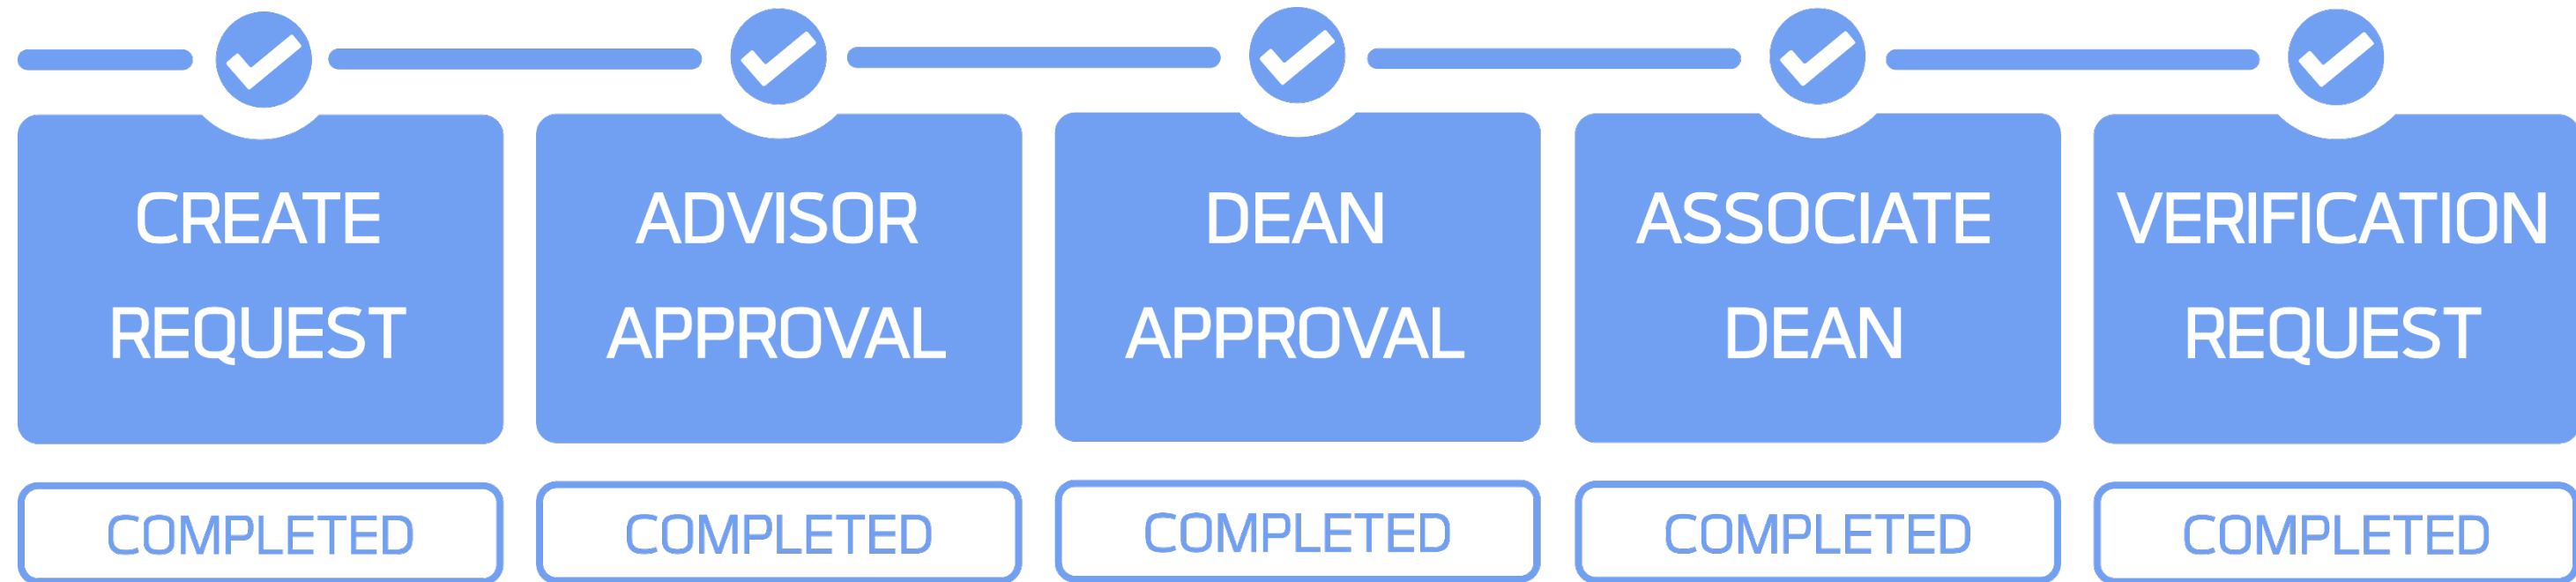 CREATE
REQUEST
COMPLETED
ADVISOR
APPROVAL
COMPLETED
DEAN
APPROVAL
COMPLETED
ASSOCIATE
DEAN
COMPLETED
VERIFICATION
REQUEST
COMPLETED